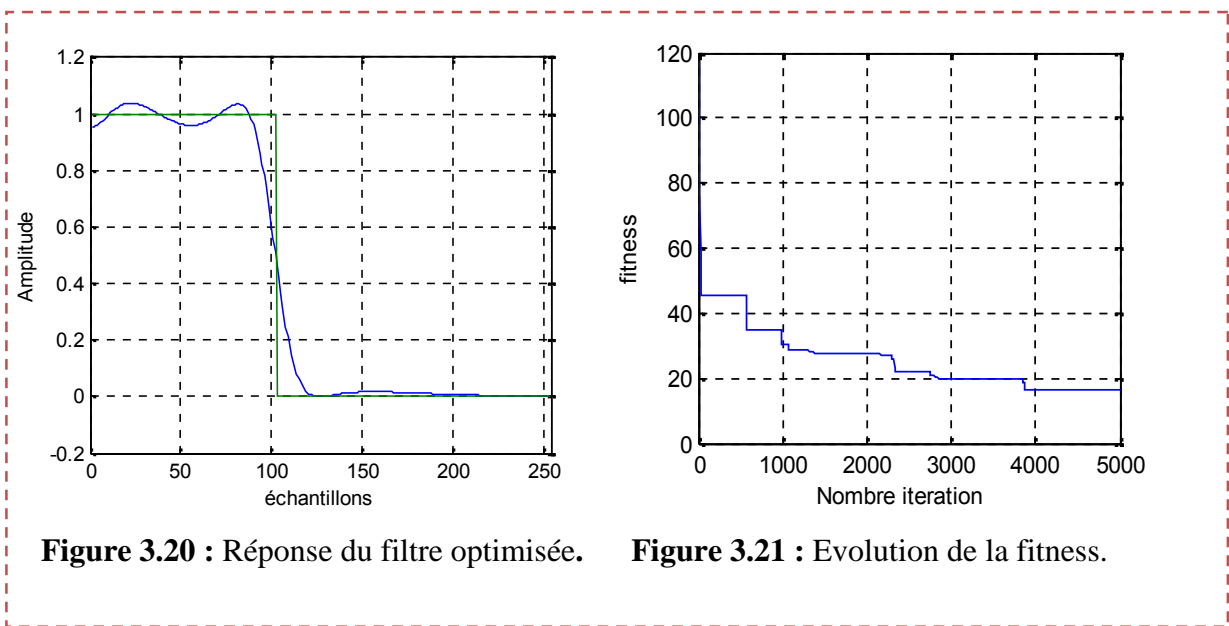 1.2
1
0.8
0.6
0.4
0.2
0
-0.2
Amplitude
0 50 100 150 200 250
échantillons
120
100
80
60
40
20
0
fitness
0 1000 2000 3000 4000 5000
Nombre iteration
Figure 3.20 : Réponse du filtre optimisée.
Figure 3.21 : Evolution de la fitness.